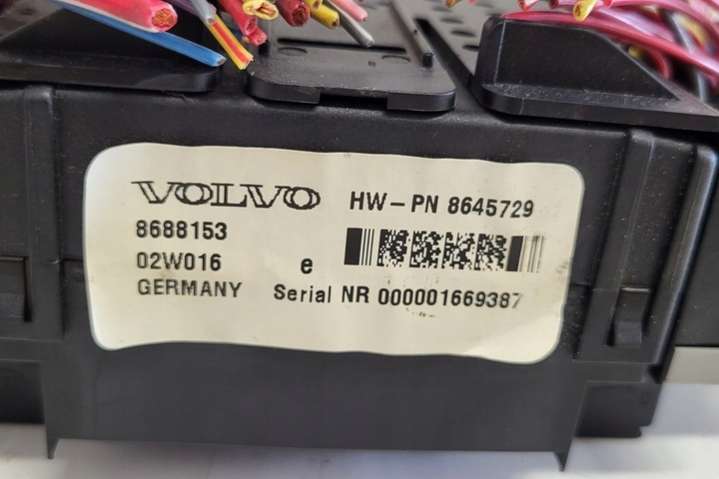 VOLVO
HW-PN 8645729
8688153
02W016
e
GERMANY
Serial NR 000001669387